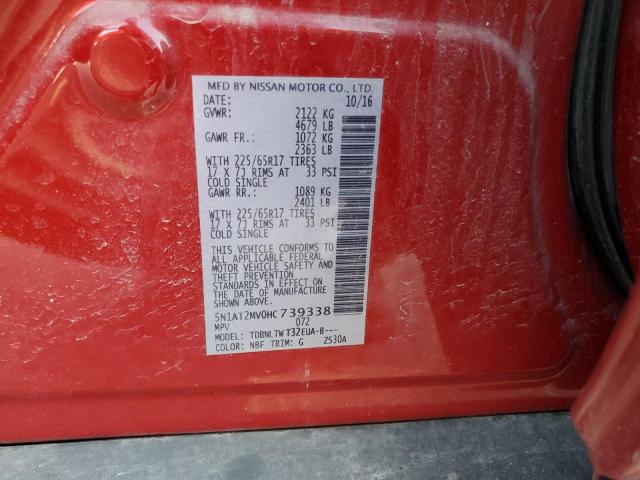 MFD BY NISSAN MOTOR CO., LTD.
DATE: 10/16
GVWR: 2122 KG
4679 LB
GAWR FR.: 1072 KG
2363 LB
WITH 225/65R17 TIRES
17 X 7J RIMS AT 33 PSI
COLD SINGLE
GAWR RR.: 1089 KG
2401 LB
WITH 225/65R17 TIRES
17 X 7J RIMS AT 33 PSI
COLD SINGLE
THIS VEHICLE CONFORMS TO
ALL APPLICABLE FEDERAL
MOTOR VEHICLE SAFETY AND
THEFT PREVENTION
STANDARDS IN EFFECT ON
THE DATE OF MANUFACTURE
SHOWN ABOVE.
5N1AT2MV0HC739338
MPV 072
MODEL: TDBNLTWT32EUA-B---
COLOR: NBF TRIM: G ZS30A